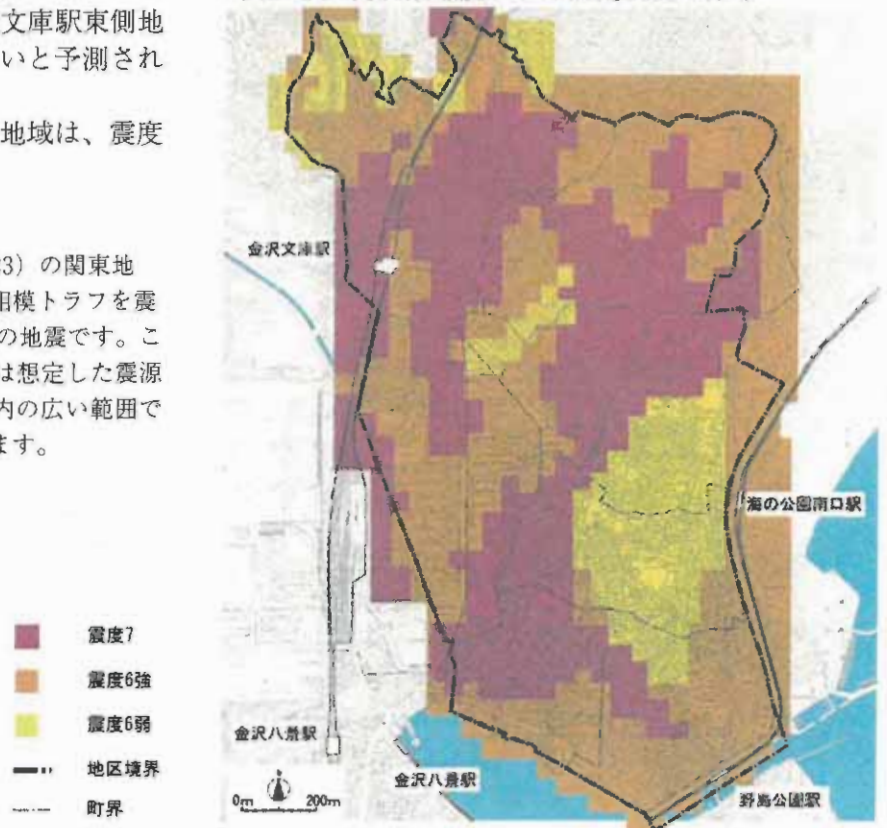 文庫駅東側地
いと予測され
地域は、震度
3）の関東地
相模トラフを震
の地震です。こ
は想定した震源
内の広い範囲で
ます。
金沢文庫駅
海の公園南口駅
震度7
震度6強
震度6弱
地区境界
町界
金沢八景駅
金沢八景駅
野島公園駅
0m 200m